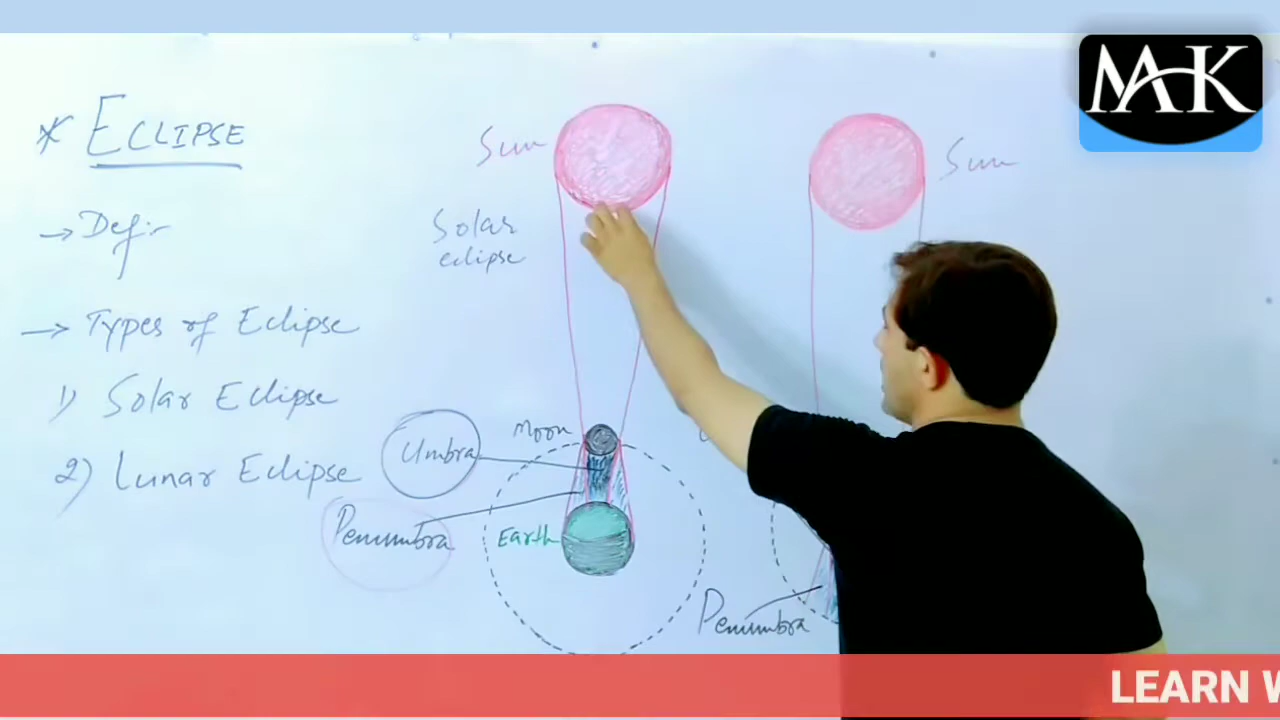 * ECLIPSE
→ Defin
→ Types of Eclipse
1) Solar Eclipse
2) Lunar Eclipse
Sun
Solar
eclipse
Moon
Umbra
Penumbra
Earth
Sun
Penumbra
MAK
LEARN W